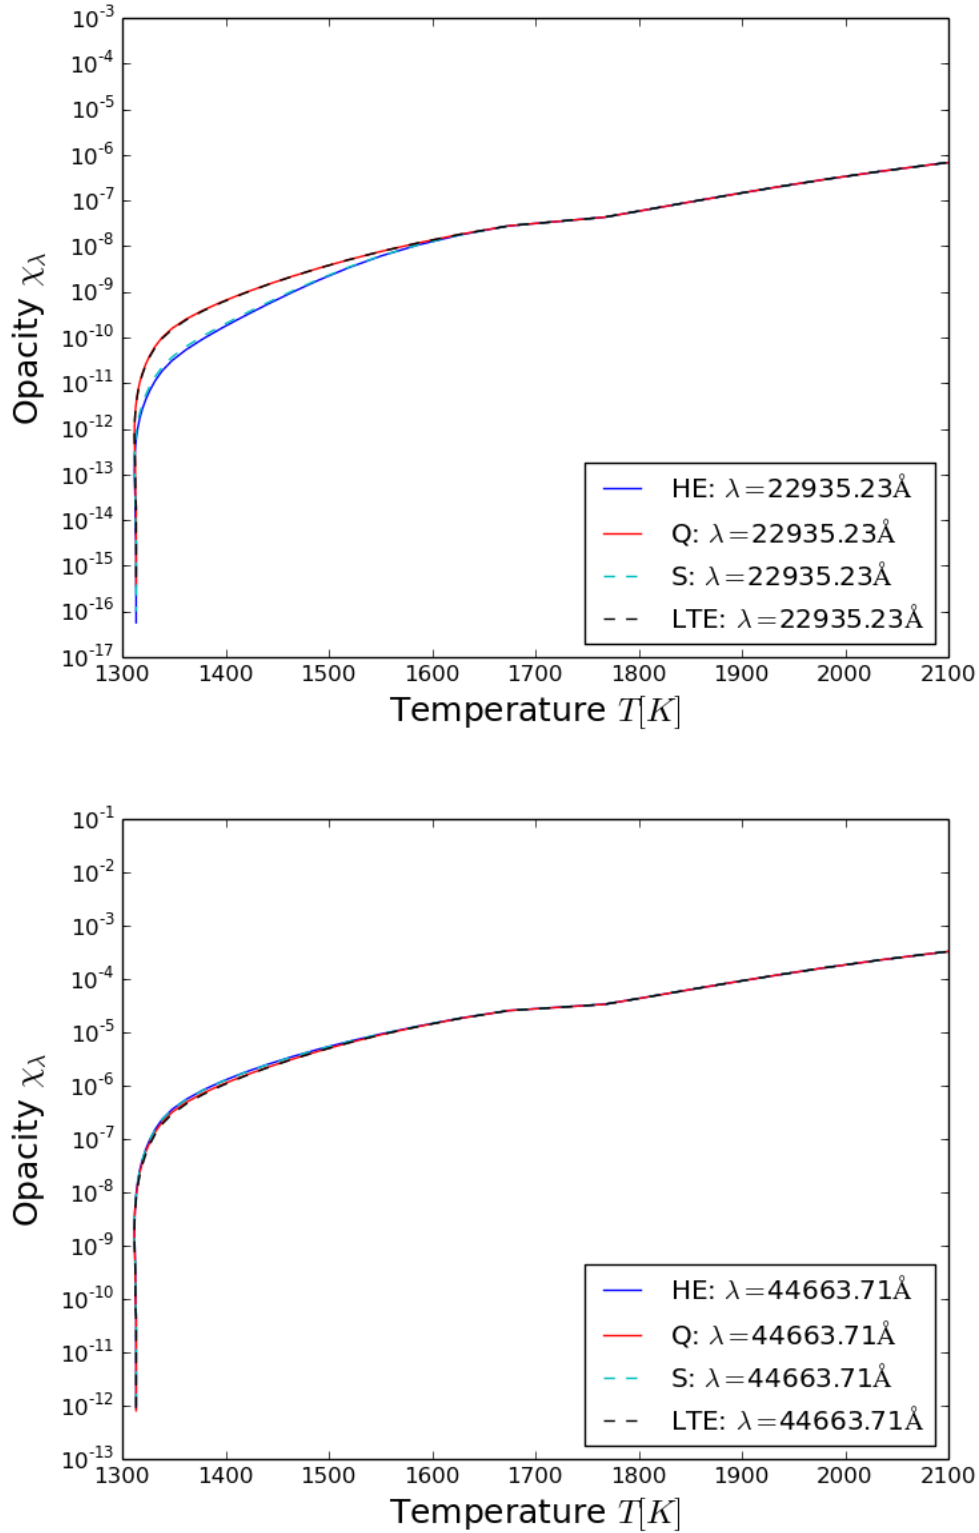 10^-3
10^-4
10^-5
10^-6
10^-7
10^-8
10^-9
10^-10
10^-11
10^-12
10^-13
10^-14
10^-15
10^-16
10^-17
Opacity χλ
HE: λ=22935.23Å
Q: λ=22935.23Å
S: λ=22935.23Å
LTE: λ=22935.23Å
1300 1400 1500 1600 1700 1800 1900 2000 2100
Temperature T[K]
10^-1
10^-2
10^-3
10^-4
10^-5
10^-6
10^-7
10^-8
10^-9
10^-10
10^-11
10^-12
10^-13
Opacity χλ
HE: λ=44663.71Å
Q: λ=44663.71Å
S: λ=44663.71Å
LTE: λ=44663.71Å
1300 1400 1500 1600 1700 1800 1900 2000 2100
Temperature T[K]